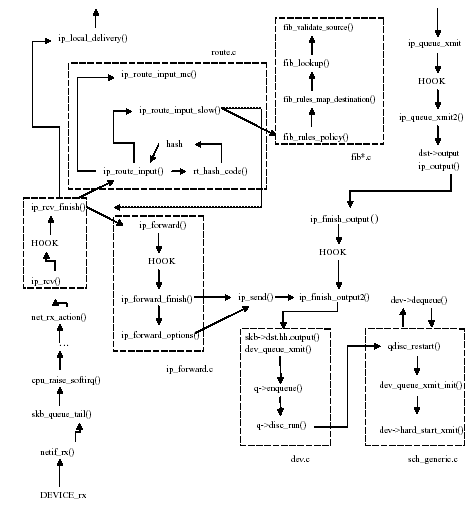 fib_validate_source()
ip_local_delivery()
ip_queue_xmit
route.c
fib_lookup()
ip_route_input_mc()
HOOK
fib_rules_map_destination()
ip_route_input_slow()
ip_queue_xmit2()
fib_rules_policy()
hash
dst->output
fib*.c
ip_output()
ip_route_input()
rt_hash_code()
ip_rcv_finish()
ip_finish_output()
ip_forward()
HOOK
HOOK
HOOK
ip_rcv()
ip_forward_finish()
ip_send()
ip_finish_output2()
dev->dequeue()
net_rx_action()
ip_forward_options()
skb->dst.hh.output()
...
dev_queue_xmit()
qdisc_restart()
ip_forward.c
cpu_raise_softirq()
q->enqueue()
dev_queue_xmit_init()
skb_queue_tail()
q->disc_run()
dev->hard_start_xmit()
netif_rx()
dev.c
sch_generic.c
DEVICE_rx